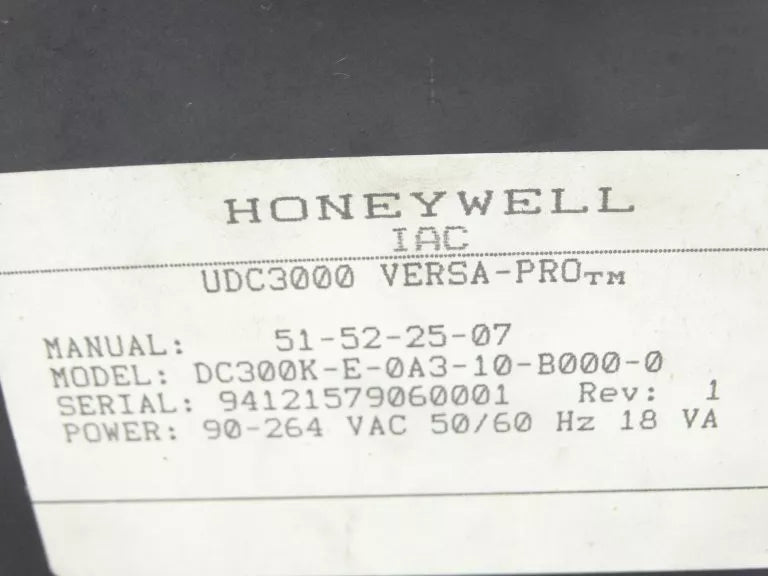 HONEYWELL
IAC
UDC3000 VERSA-PRO™
MANUAL: 51-52-25-07
MODEL: DC300K-E-0A3-10-B000-0
SERIAL: 94121579060001 Rev: 1
POWER: 90-264 VAC 50/60 Hz 18 VA